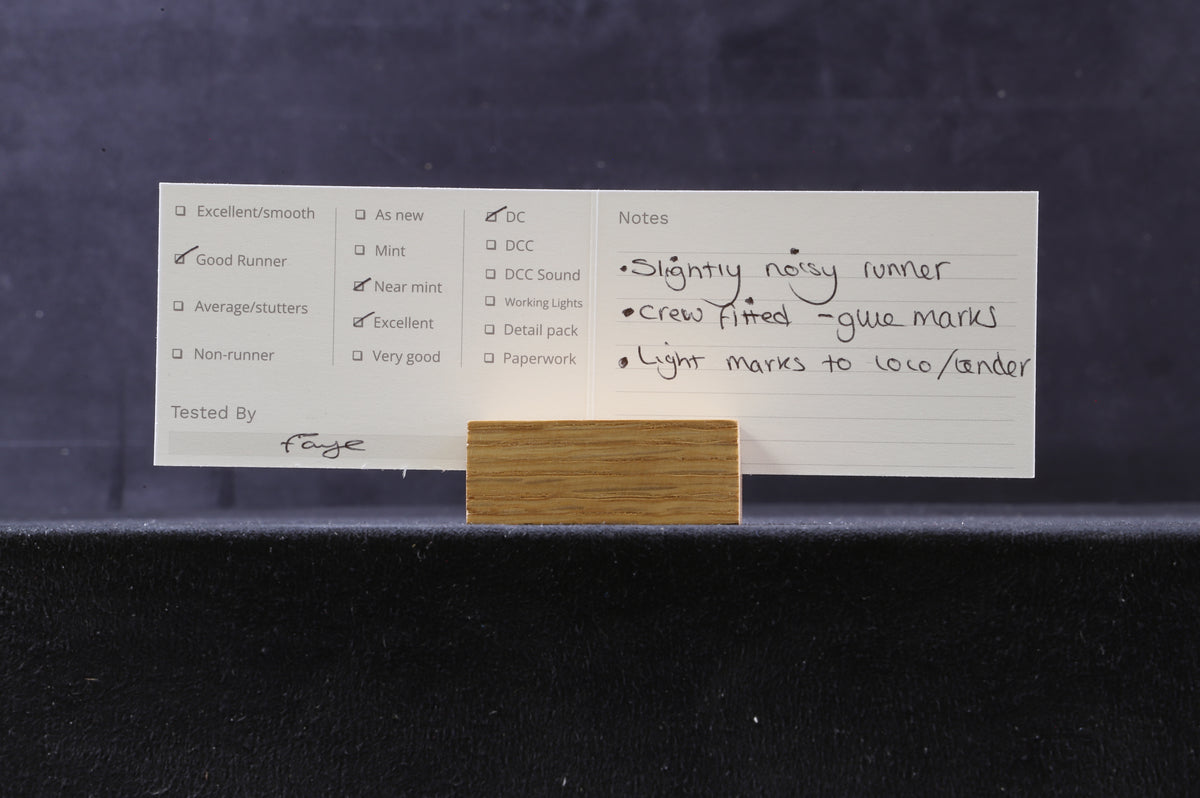 Excellent/smooth
Good Runner
Average/stutters
Non-runner
As new
Mint
Near mint
Excellent
Very good
DC
DCC
DCC Sound
Working Lights
Detail pack
Paperwork
Tested By
Faye
Notes
•Slightly noisy runner
•Crew fitted -glue marks
•Light marks to loco/tender